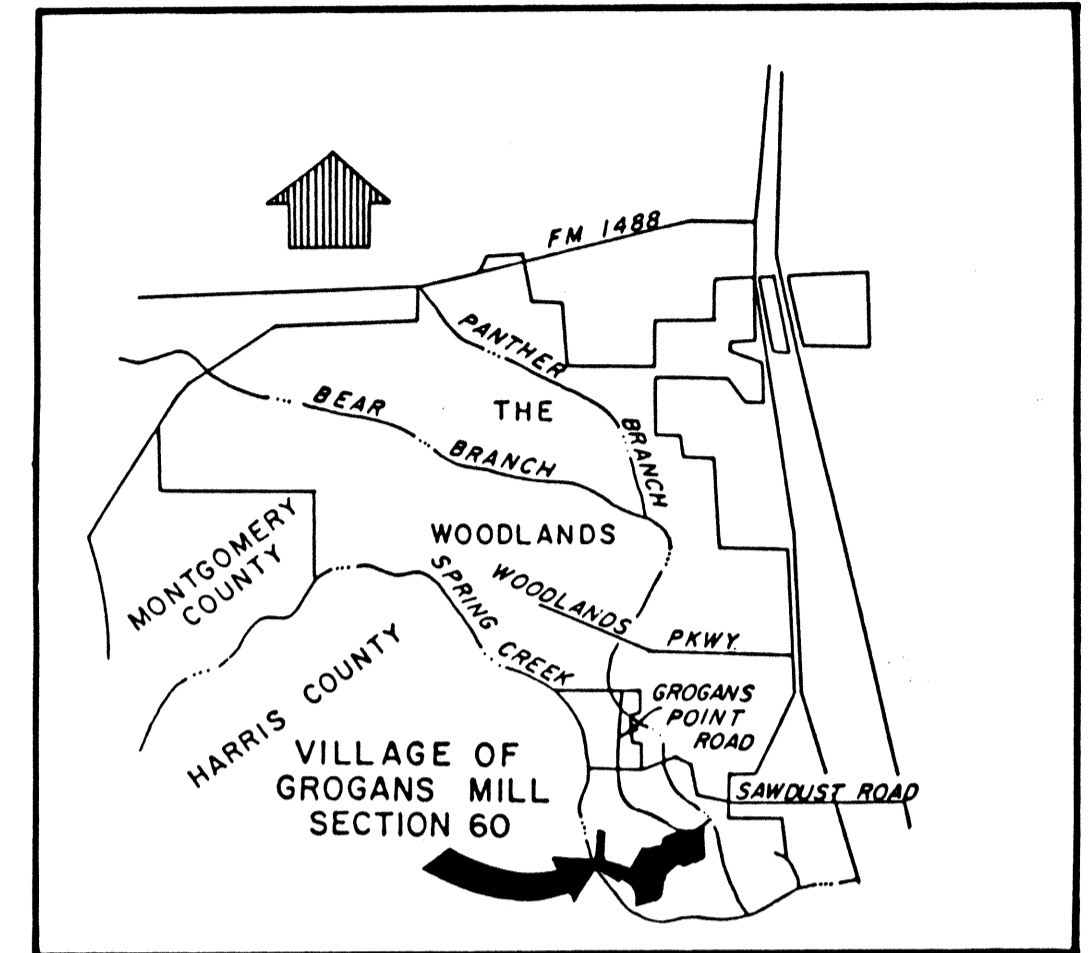 FM 1488
PANTHER
BRANCH
BEAR
BRANCH
THE
WOODLANDS
MONTGOMERY
COUNTY
SPRING
CREEK
WOODLANDS
PKWY.
HARRIS COUNTY
GROGANS
POINT
ROAD
SAWDUST ROAD
VILLAGE OF
GROGANS MILL
SECTION 60